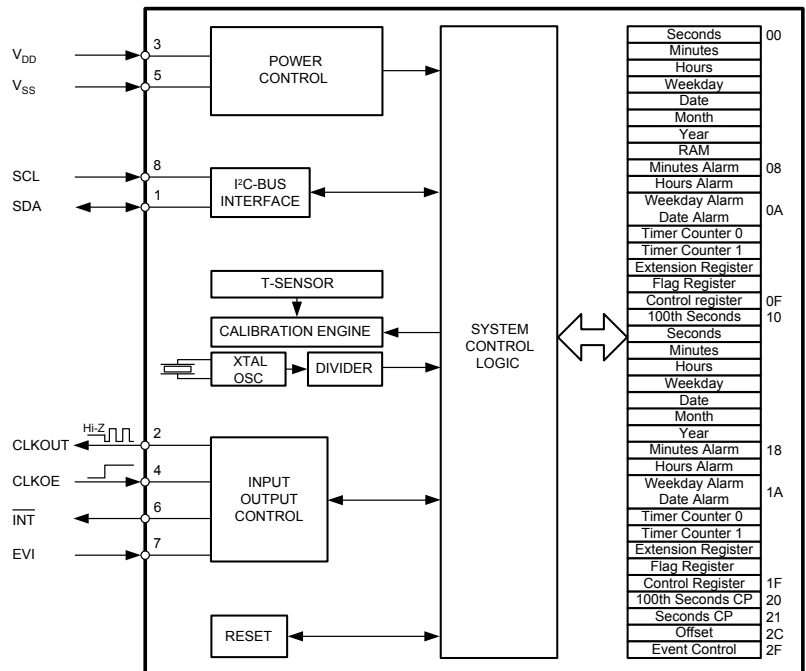 V_DD
3
V_SS
5
POWER
CONTROL
SCL
8
SDA
1
I²C-BUS
INTERFACE
T-SENSOR
CALIBRATION ENGINE
XTAL
OSC
DIVIDER
CLKOUT
Hi-Z
2
CLKOE
4
INT
6
EVI
7
INPUT
OUTPUT
CONTROL
RESET
SYSTEM
CONTROL
LOGIC
Seconds 00
Minutes
Hours
Weekday
Date
Month
Year
RAM
Minutes Alarm 08
Hours Alarm
Weekday Alarm
Date Alarm 0A
Timer Counter 0
Timer Counter 1
Extension Register
Flag Register
Control register 0F
100th Seconds 10
Seconds
Minutes
Hours
Weekday
Date
Month
Year
Minutes Alarm 18
Hours Alarm
Weekday Alarm
Date Alarm 1A
Timer Counter 0
Timer Counter 1
Extension Register
Flag Register
Control Register 1F
100th Seconds CP 20
Seconds CP 21
Offset 2C
Event Control 2F